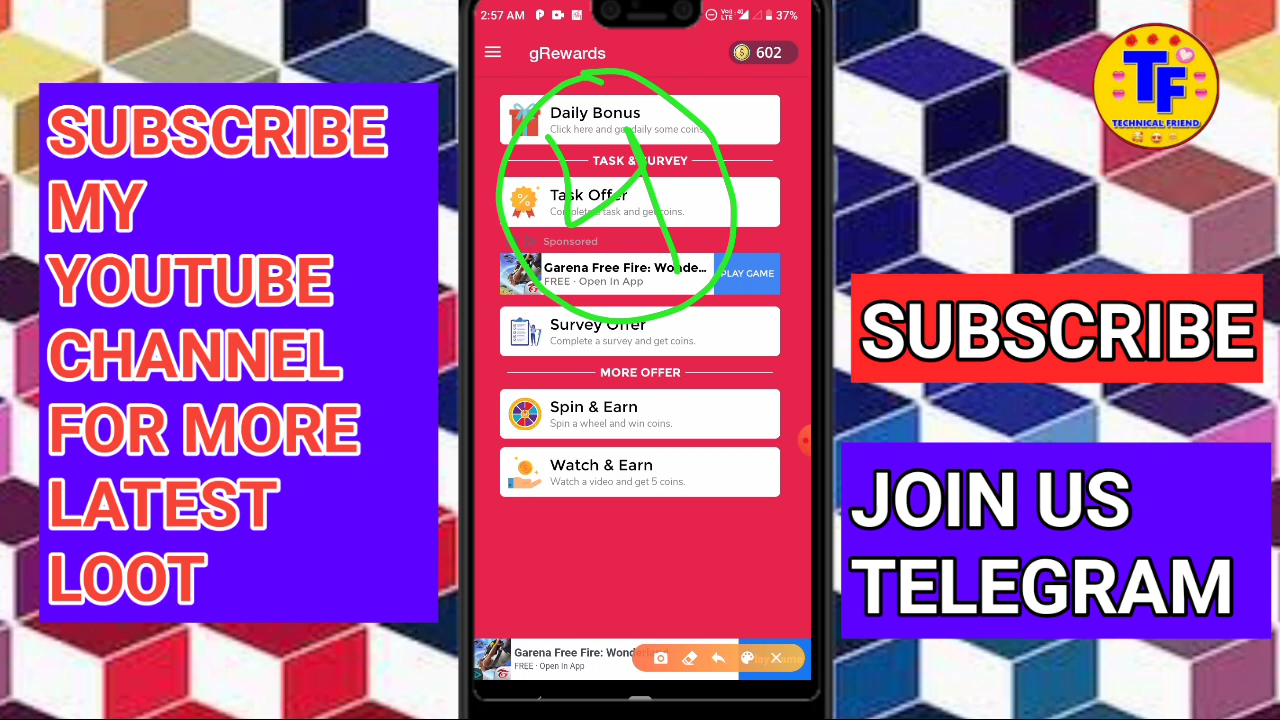 SUBSCRIBE
MY
YOUTUBE
CHANNEL
FOR MORE
LATEST
LOOT
2:57 AM
37%
gRewards
602
Daily Bonus
Click here and get daily some coins.
TASK & SURVEY
Task Offer
Complete a task and get coins.
Sponsored
Garena Free Fire: Wonde...
FREE · Open In App
PLAY GAME
Survey Offer
Complete a survey and get coins.
MORE OFFER
Spin & Earn
Spin a wheel and win coins.
Watch & Earn
Watch a video and get 5 coins.
Garena Free Fire: Wonde
FREE · Open In App
TF
TECHNICAL FRIEND
SUBSCRIBE
JOIN US
TELEGRAM